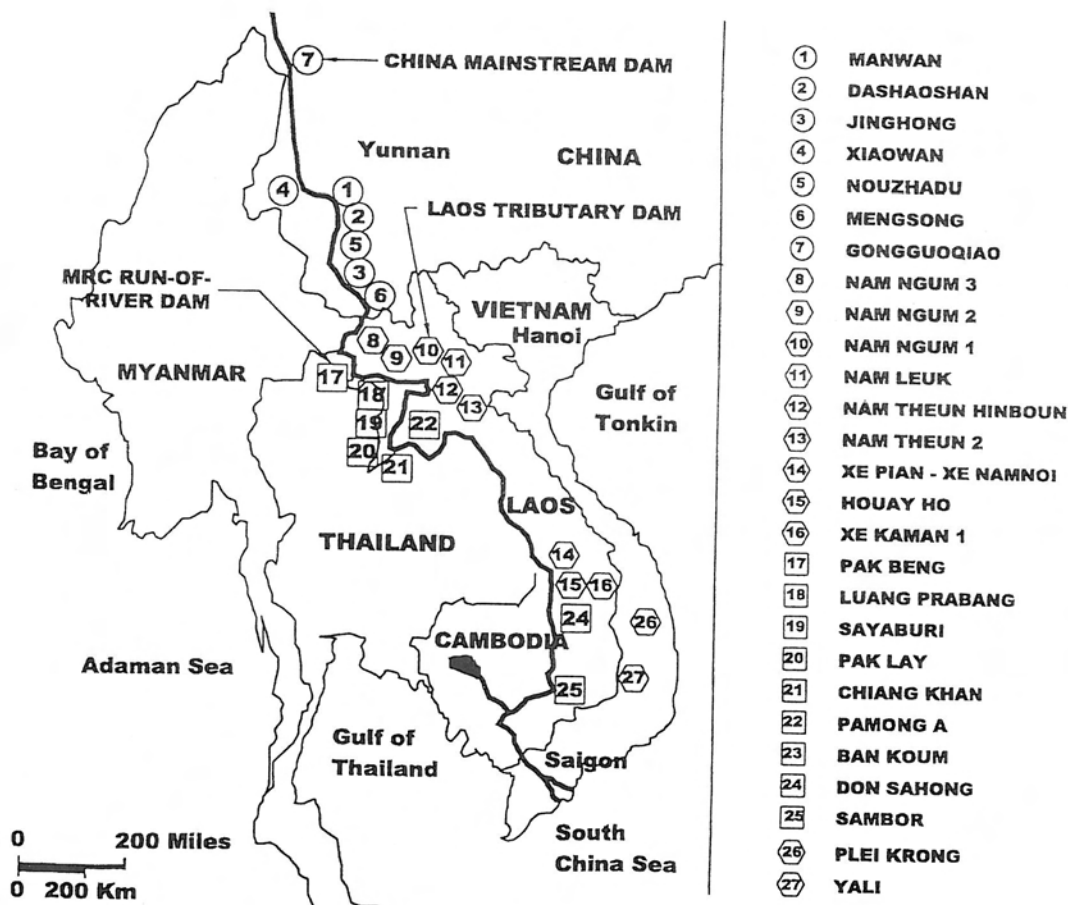 7
CHINA MAINSTREAM DAM
Yunnan
CHINA
4
1
2
LAOS TRIBUTARY DAM
5
3
MRC RUN-OF-
RIVER DAM
6
VIETNAM
Hanoi
8
9
10
11
MYANMAR
17
18
12
13
Gulf of
Tonkin
19
22
20
21
Bay of
Bengal
LAOS
THAILAND
14
15
16
24
26
CAMBODIA
Adaman Sea
25
27
Gulf of
Thailand
Saigon
South
China Sea
0 200 Miles
0 200 Km
1 MANWAN
2 DASHAOSHAN
3 JINGHONG
4 XIAOWAN
5 NOUZHADU
6 MENGSONG
7 GONGGUOQIAO
8 NAM NGUM 3
9 NAM NGUM 2
10 NAM NGUM 1
11 NAM LEUK
12 NAM THEUN HINBOUN
13 NAM THEUN 2
14 XE PIAN - XE NAMNOI
15 HOUAY HO
16 XE KAMAN 1
17 PAK BENG
18 LUANG PRABANG
19 SAYABURI
20 PAK LAY
21 CHIANG KHAN
22 PAMONG A
23 BAN KOUM
24 DON SAHONG
25 SAMBOR
26 PLEI KRONG
27 YALI